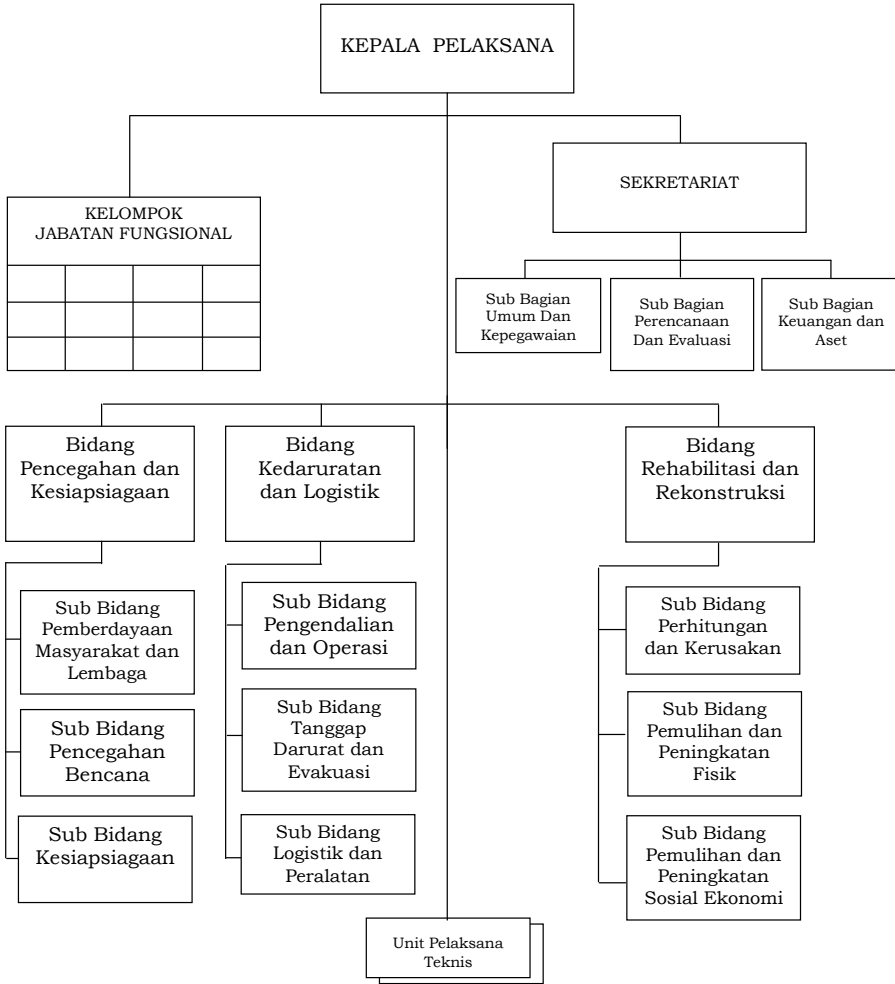 KEPALA PELAKSANA
SEKRETARIAT
KELOMPOK
JABATAN FUNGSIONAL
Sub Bagian
Umum Dan
Kepegawaian
Sub Bagian
Perencanaan
Dan Evaluasi
Sub Bagian
Keuangan dan
Aset
Bidang
Pencegahan dan
Kesiapsiagaan
Bidang
Kedaruratan
dan Logistik
Bidang
Rehabilitasi dan
Rekonstruksi
Sub Bidang
Pemberdayaan
Masyarakat dan
Lembaga
Sub Bidang
Pencegahan
Bencana
Sub Bidang
Kesiapsiagaan
Sub Bidang
Pengendalian
dan Operasi
Sub Bidang
Tanggap
Darurat dan
Evakuasi
Sub Bidang
Logistik dan
Peralatan
Sub Bidang
Perhitungan
dan Kerusakan
Sub Bidang
Pemulihan dan
Peningkatan
Fisik
Sub Bidang
Pemulihan dan
Peningkatan
Sosial Ekonomi
Unit Pelaksana
Teknis